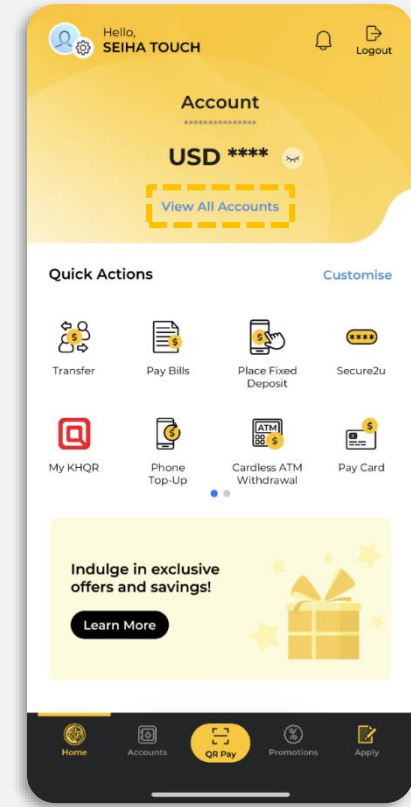 Hello,
SEIHA TOUCH
Logout
Account
***************
USD ****
View All Accounts
Quick Actions
Customise
Transfer
Pay Bills
Place Fixed
Deposit
Secure2u
My KHQR
Phone
Top-Up
ATM
Cardless ATM
Withdrawal
Pay Card
Indulge in exclusive
offers and savings!
Learn More
Home
Accounts
QR Pay
Promotions
Apply